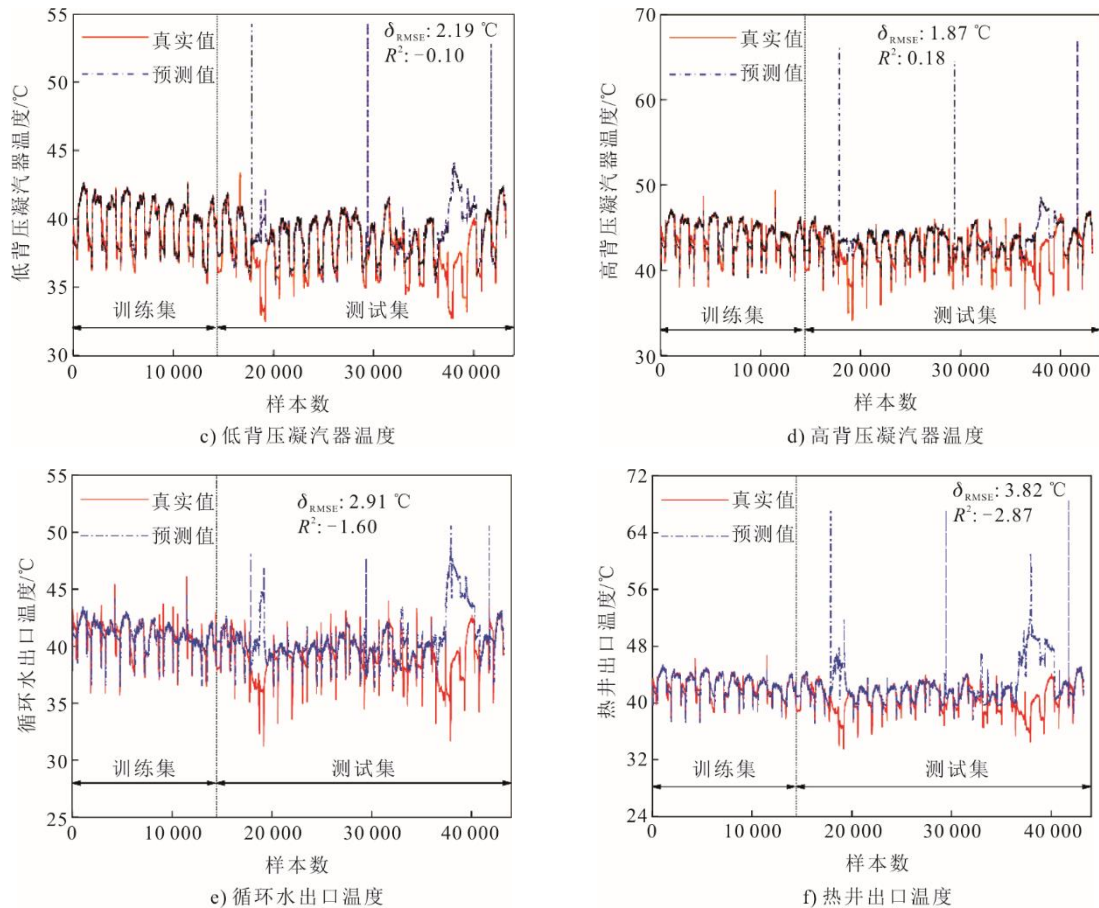 55
50
45
40
35
30
低背压凝汽器温度/℃
真实值
预测值
δRMSE: 2.19 ℃
R²: −0.10
训练集
测试集
0
10 000
20 000
30 000
40 000
样本数
c) 低背压凝汽器温度
70
60
50
40
30
高背压凝汽器温度/℃
真实值
预测值
δRMSE: 1.87 ℃
R²: 0.18
训练集
测试集
0
10 000
20 000
30 000
40 000
样本数
d) 高背压凝汽器温度
55
50
45
40
35
30
25
循环水出口温度/℃
真实值
预测值
δRMSE: 2.91 ℃
R²: −1.60
训练集
测试集
0
10 000
20 000
30 000
40 000
样本数
e) 循环水出口温度
72
64
56
48
40
32
24
热井出口温度/℃
真实值
预测值
δRMSE: 3.82 ℃
R²: −2.87
训练集
测试集
0
10 000
20 000
30 000
40 000
样本数
f) 热井出口温度